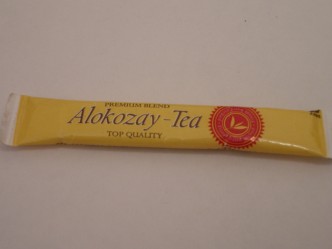 PREMIUM BLEND
Alokozay - Tea
TOP QUALITY